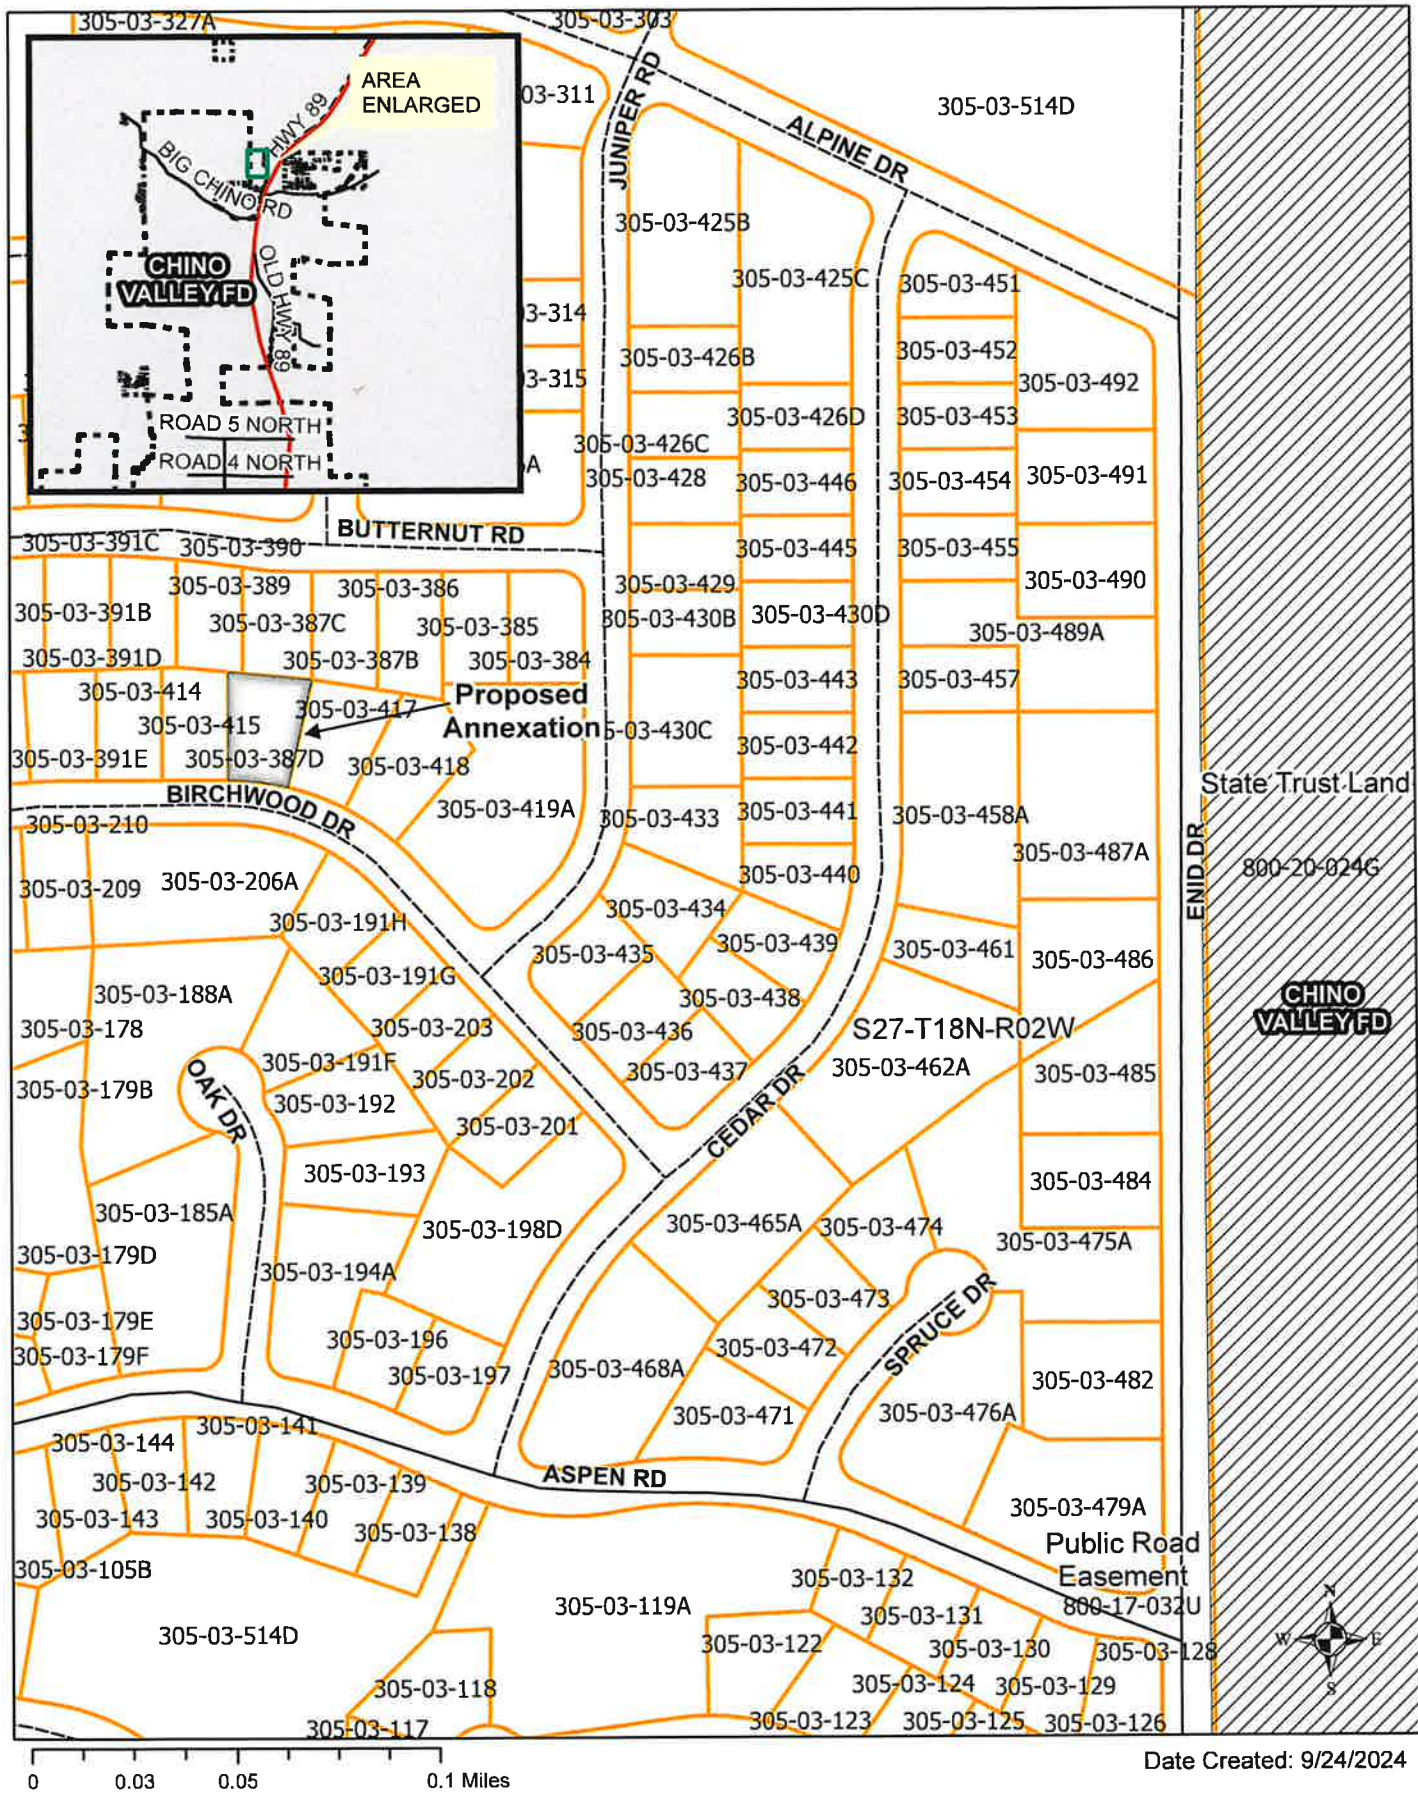 305-03-327A
305-03-303
AREA
ENLARGED
HWY 89
BIG CHINO RD
CHINO
VALLEY FD
OLD HWY 89
ROAD 5 NORTH
ROAD 4 NORTH
03-311
JUNIPER RD
ALPINE DR
305-03-514D
305-03-425B
305-03-425C
305-03-451
3-314
305-03-426B
305-03-452
3-315
305-03-492
305-03-426D
305-03-453
305-03-426C
305-03-428
305-03-446
305-03-454
305-03-491
BUTTERNUT RD
305-03-391C
305-03-390
305-03-445
305-03-455
305-03-389
305-03-386
305-03-429
305-03-490
305-03-391B
305-03-387C
305-03-385
305-03-430B
305-03-430D
305-03-489A
305-03-391D
305-03-387B
305-03-384
305-03-414
Proposed
Annexation
305-03-443
305-03-457
305-03-415
305-03-417
5-03-430C
305-03-442
305-03-391E
305-03-387D
305-03-418
State Trust Land
BIRCHWOOD DR
305-03-419A
305-03-433
305-03-441
305-03-458A
305-03-210
305-03-487A
ENID DR
800-20-024G
305-03-209
305-03-206A
305-03-440
305-03-191H
305-03-434
305-03-435
305-03-439
305-03-461
305-03-486
305-03-188A
305-03-191G
305-03-438
CHINO
VALLEY FD
305-03-178
305-03-203
305-03-436
S27-T18N-R02W
305-03-191F
305-03-202
305-03-437
305-03-462A
305-03-485
305-03-179B
OAK DR
305-03-192
CEDAR DR
305-03-201
305-03-193
305-03-484
305-03-185A
305-03-198D
305-03-465A
305-03-474
305-03-475A
305-03-179D
305-03-194A
305-03-473
SPRUCE DR
305-03-179E
305-03-196
305-03-472
305-03-179F
305-03-197
305-03-468A
305-03-482
305-03-141
305-03-471
305-03-476A
305-03-144
305-03-142
305-03-139
ASPEN RD
305-03-143
305-03-140
305-03-138
305-03-479A
Public Road
Easement
305-03-105B
305-03-132
800-17-032U
305-03-119A
305-03-131
305-03-514D
305-03-122
305-03-130
305-03-128
305-03-118
305-03-124
305-03-129
305-03-117
305-03-123
305-03-125
305-03-126
N
W
E
S
0
0.03
0.05
0.1 Miles
Date Created: 9/24/2024